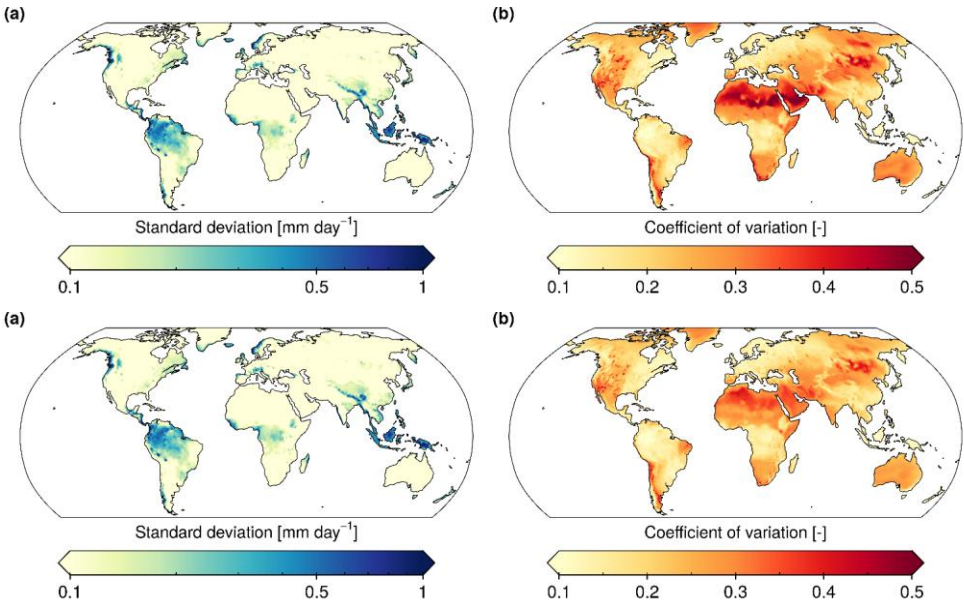 (a)
(b)
Standard deviation [mm day⁻¹]
0.1 0.5 1
Coefficient of variation [-]
0.1 0.2 0.3 0.4 0.5
(a)
(b)
Standard deviation [mm day⁻¹]
0.1 0.5 1
Coefficient of variation [-]
0.1 0.2 0.3 0.4 0.5